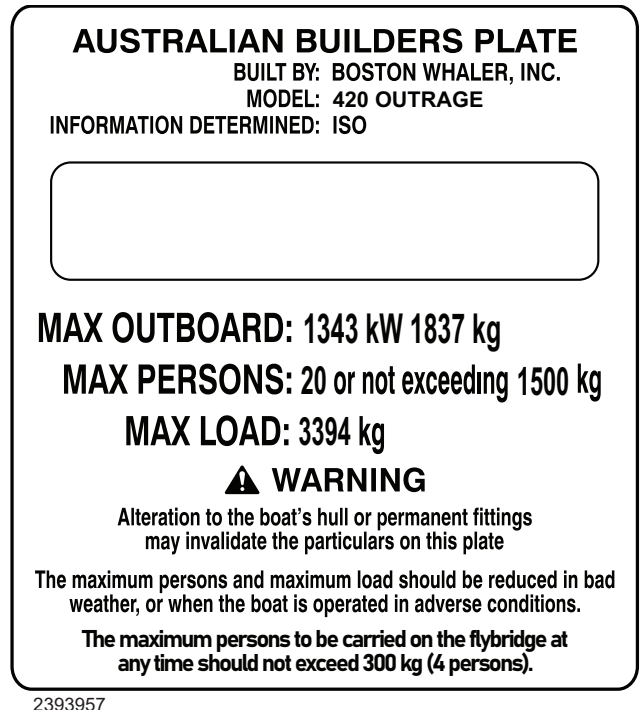 AUSTRALIAN BUILDERS PLATE
BUILT BY: BOSTON WHALER, INC.
MODEL: 420 OUTRAGE
INFORMATION DETERMINED: ISO
MAX OUTBOARD: 1343 kW 1837 kg
MAX PERSONS: 20 or not exceeding 1500 kg
MAX LOAD: 3394 kg
WARNING
Alteration to the boat's hull or permanent fittings
may invalidate the particulars on this plate
The maximum persons and maximum load should be reduced in bad
weather, or when the boat is operated in adverse conditions.
The maximum persons to be carried on the flybridge at
any time should not exceed 300 kg (4 persons).
2393957